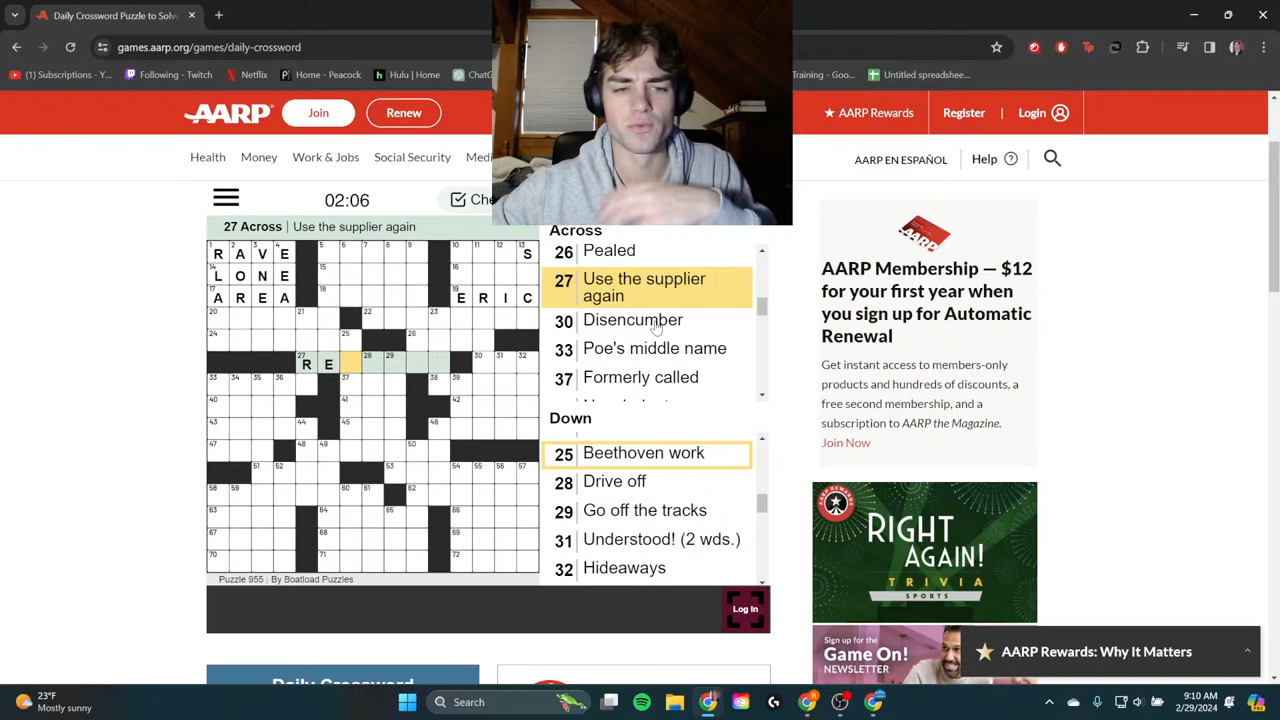 Daily Crossword Puzzle to Solv
games.aarp.org/games/daily-crossword
(1) Subscriptions - Y...
Following - Twitch
Netflix
Home - Peacock
Hulu | Home
ChatG
Training - Goo...
Untitled spreadshee...
AARP
Join
Renew
AARP Rewards
Register
Login
Health
Money
Work & Jobs
Social Security
Medi
AARP EN ESPAÑOL
Help
02:06
Che
27 Across | Use the supplier again
R A V E
S
L O N E
A R E A
E R I C
R E
Puzzle 955 | By Boatload Puzzles
Across
26 Pealed
27 Use the supplier
again
30 Disencumber
33 Poe's middle name
37 Formerly called
Down
25 Beethoven work
28 Drive off
29 Go off the tracks
31 Understood! (2 wds.)
32 Hideaways
Log In
Daily Crossword
AARP Membership — $12
for your first year when
you sign up for Automatic
Renewal
Get instant access to members-only
products and hundreds of discounts, a
free second membership, and a
subscription to AARP the Magazine.
Join Now
AARP REWARDS
RIGHT
AGAIN!
TRIVIA
SPORTS
Sign up for the
Game On!
NEWSLETTER
AARP Rewards: Why It Matters
23°F
Mostly sunny
Search
9:10 AM
2/29/2024